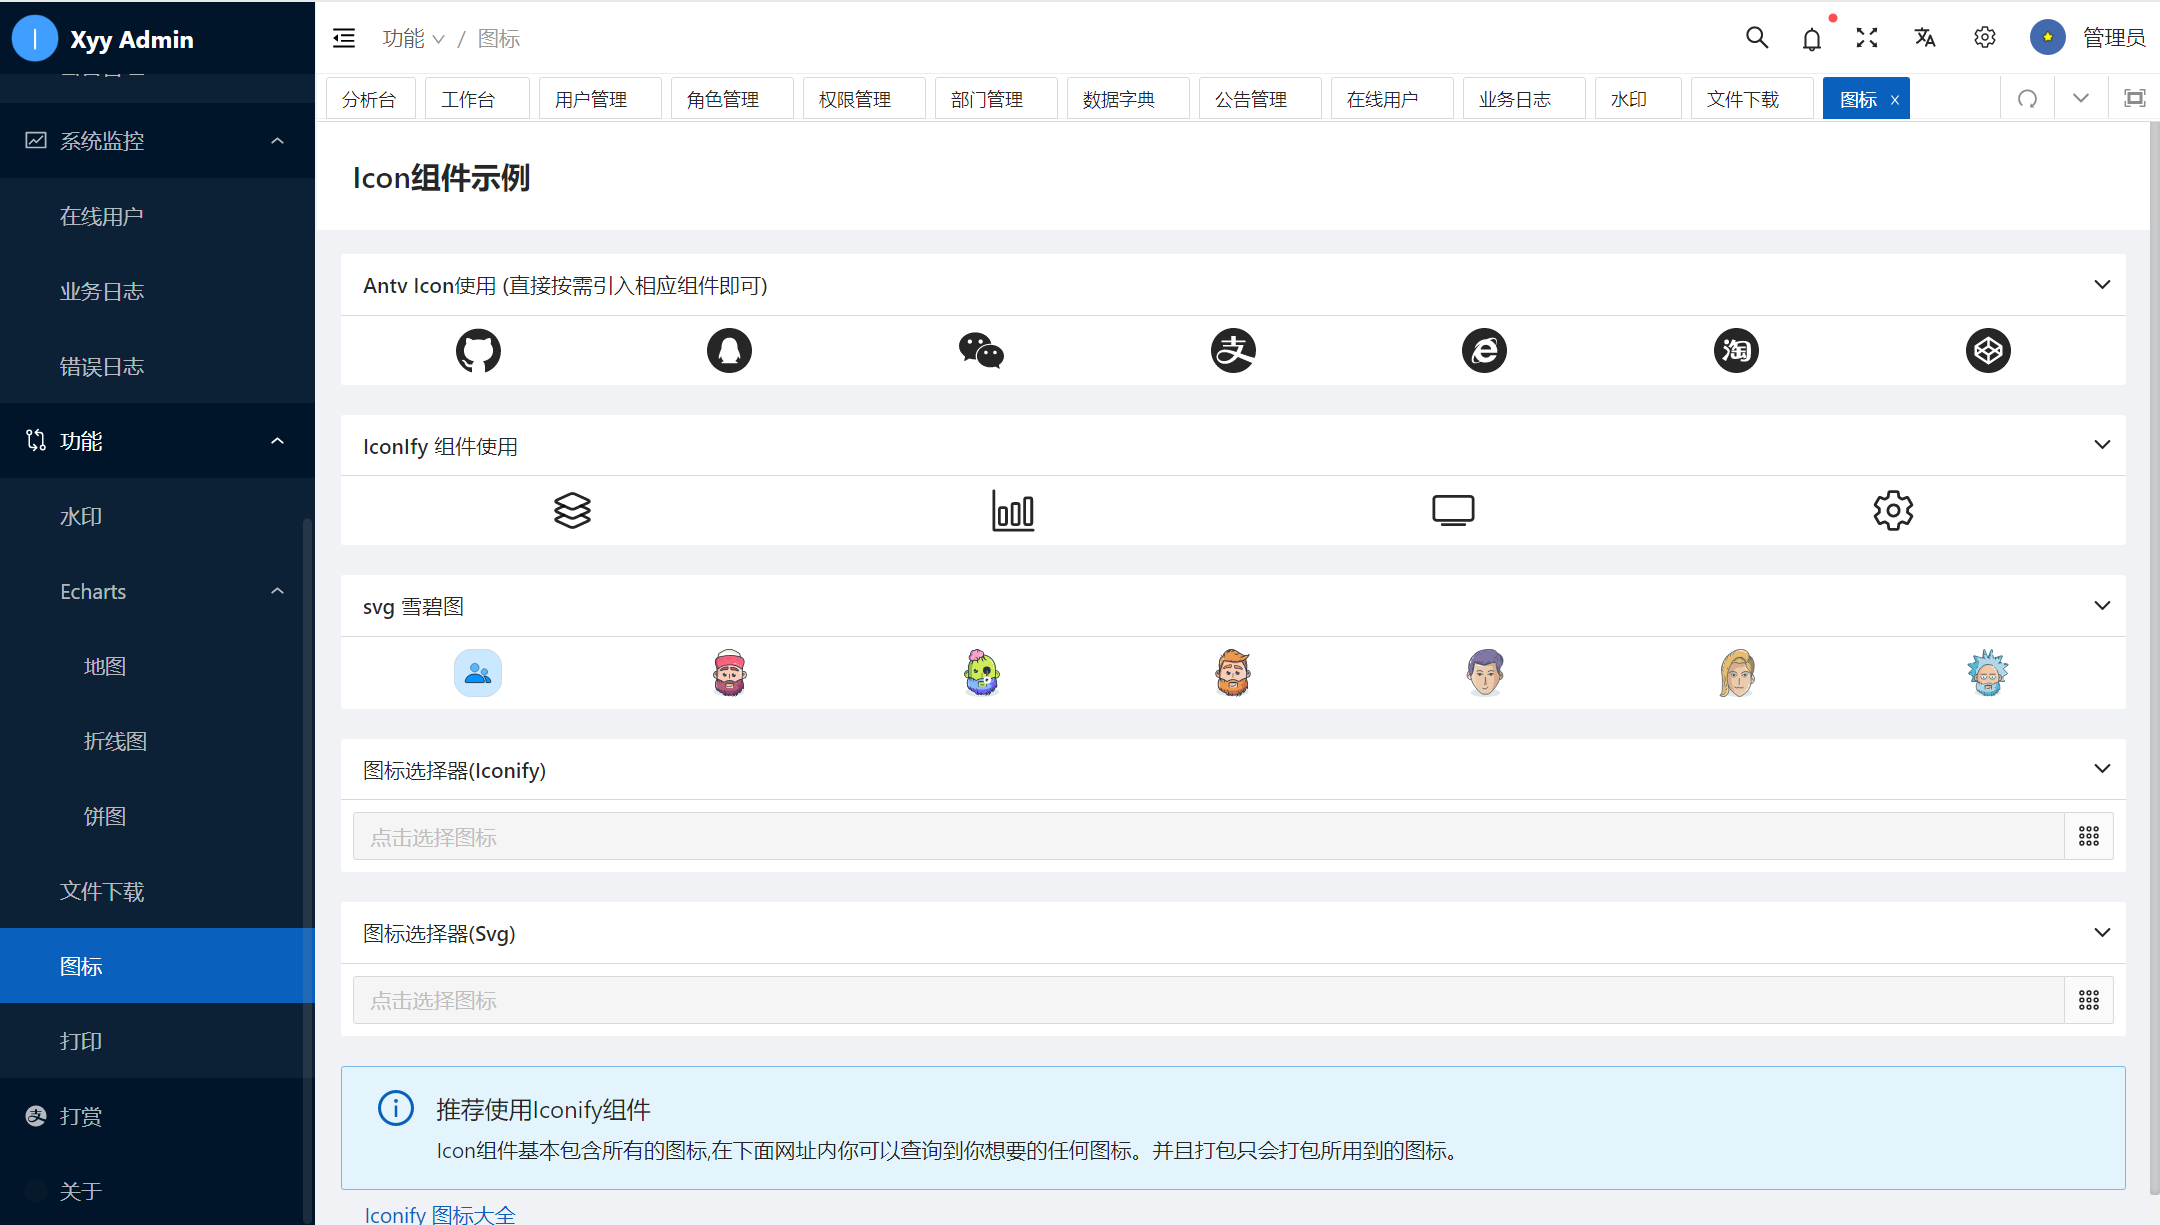 Xyy Admin
系统监控
在线用户
业务日志
错误日志
功能
水印
Echarts
地图
折线图
饼图
文件下载
图标
打印
打赏
关于
功能 / 图标
管理员
分析台 工作台 用户管理 角色管理 权限管理 部门管理 数据字典 公告管理 在线用户 业务日志 水印 文件下载 图标 x
Icon组件示例
Antv Icon使用 (直接按需引入相应组件即可)
支
淘
IconIfy 组件使用
svg 雪碧图
图标选择器(Iconify)
点击选择图标
图标选择器(Svg)
点击选择图标
推荐使用Iconify组件
Icon组件基本包含所有的图标,在下面网址内你可以查询到你想要的任何图标。并且打包只会打包所用到的图标。
Iconify 图标大全